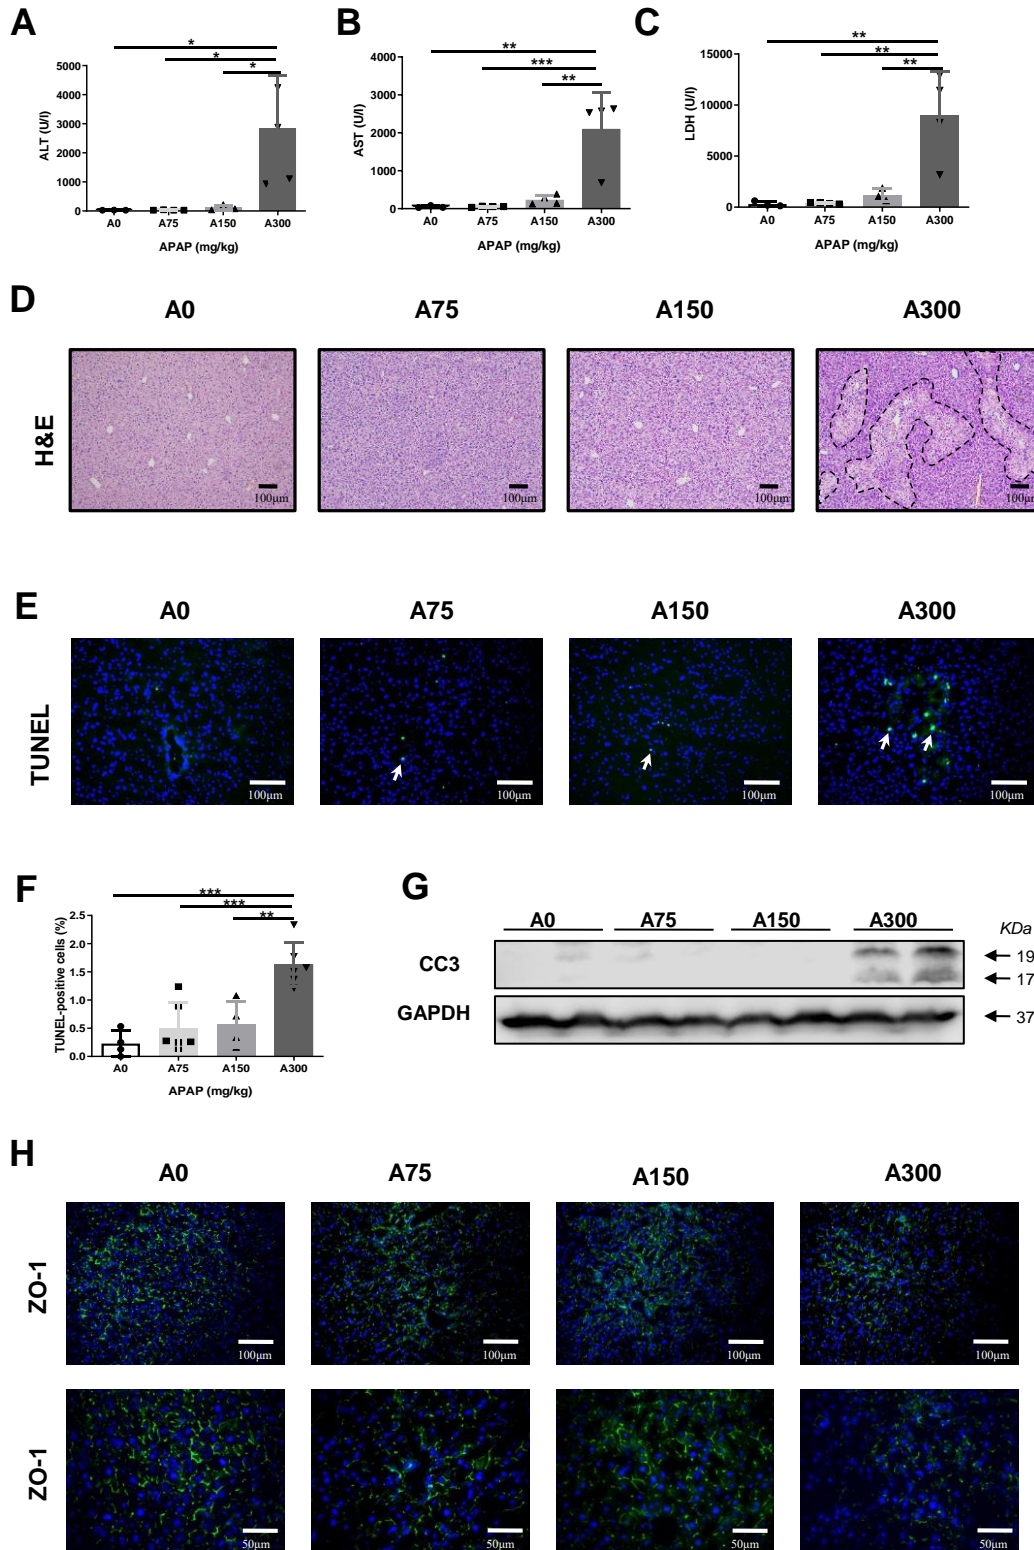 A
B
C
*
*
*
5000
4000
3000
2000
1000
0
ALT (U/l)
A0 A75 A150 A300
APAP (mg/kg)
**
***
**
4000
3000
2000
1000
0
AST (U/l)
A0 A75 A150 A300
APAP (mg/kg)
**
**
**
15000
10000
5000
0
LDH (U/l)
A0 A75 A150 A300
APAP (mg/kg)
D
A0 A75 A150 A300
H&E
100μm 100μm 100μm 100μm
E
A0 A75 A150 A300
TUNEL
100μm 100μm 100μm 100μm
F
***
***
**
2.5
2.0
1.5
1.0
0.5
0.0
TUNEL-positive cells (%)
A0 A75 A150 A300
APAP (mg/kg)
G
A0 A75 A150 A300
KDa
CC3
19
17
GAPDH
37
H
A0 A75 A150 A300
ZO-1
100μm 100μm 100μm 100μm
ZO-1
50μm 50μm 50μm 50μm